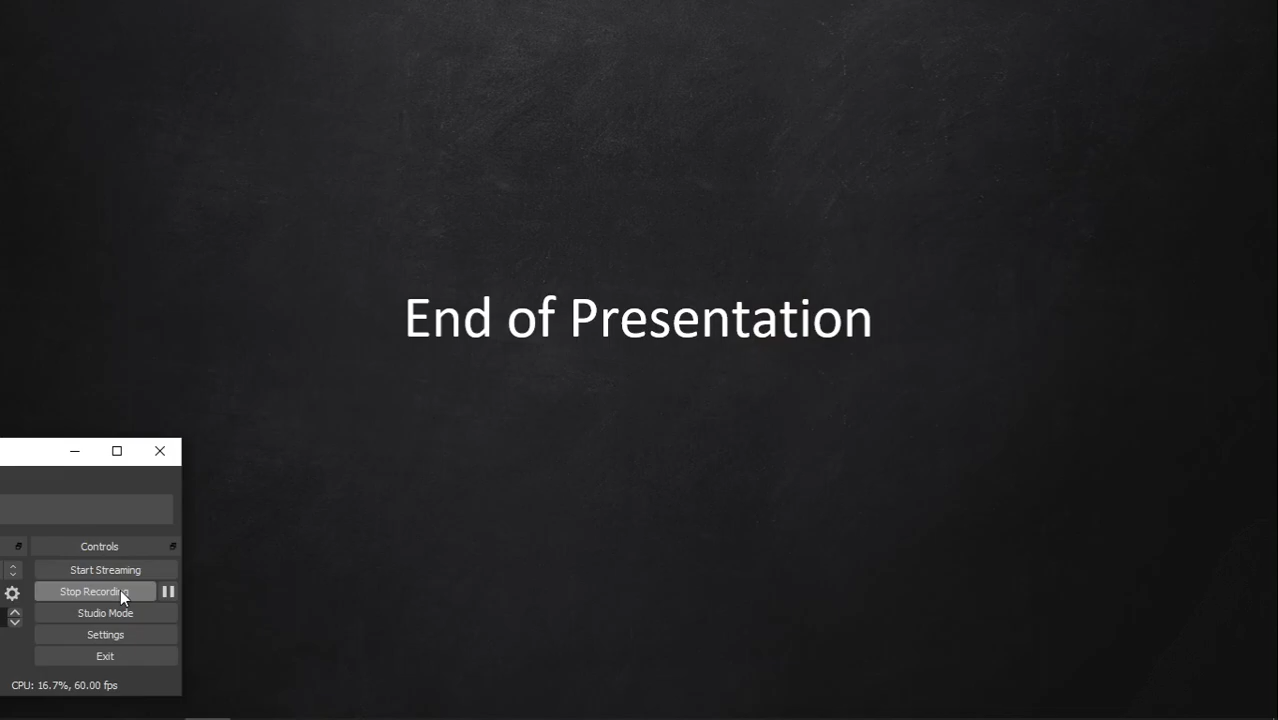 End of Presentation
Controls
Start Streaming
Stop Recording
Studio Mode
Settings
Exit
CPU: 16.7%, 60.00 fps